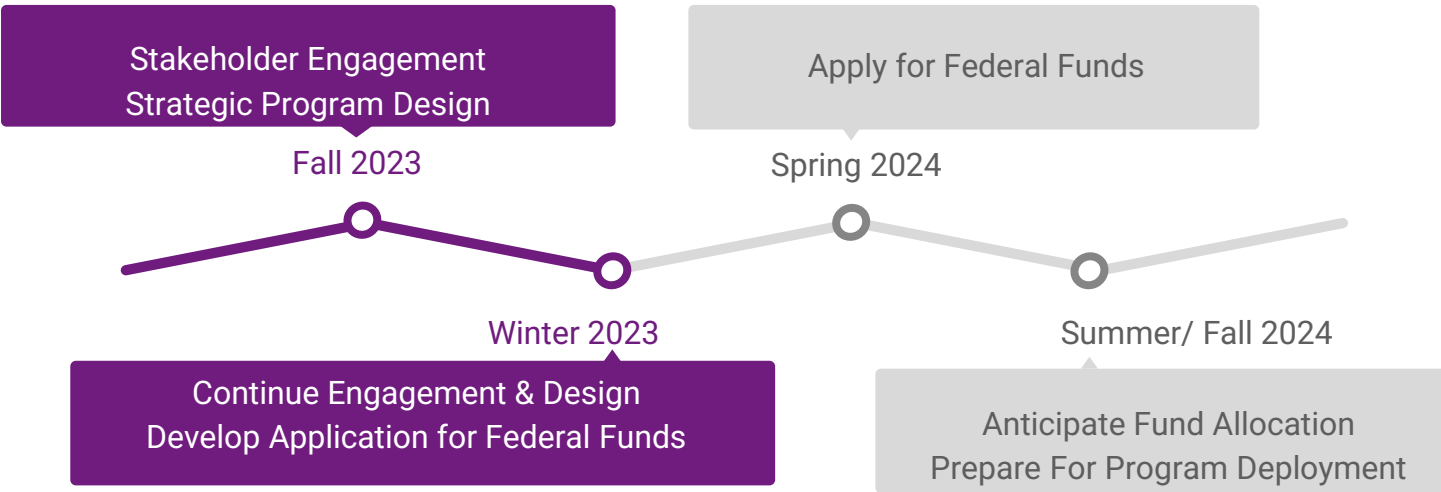 Stakeholder Engagement
Strategic Program Design
Fall 2023
Apply for Federal Funds
Spring 2024
Winter 2023
Continue Engagement & Design
Develop Application for Federal Funds
Summer/ Fall 2024
Anticipate Fund Allocation
Prepare For Program Deployment